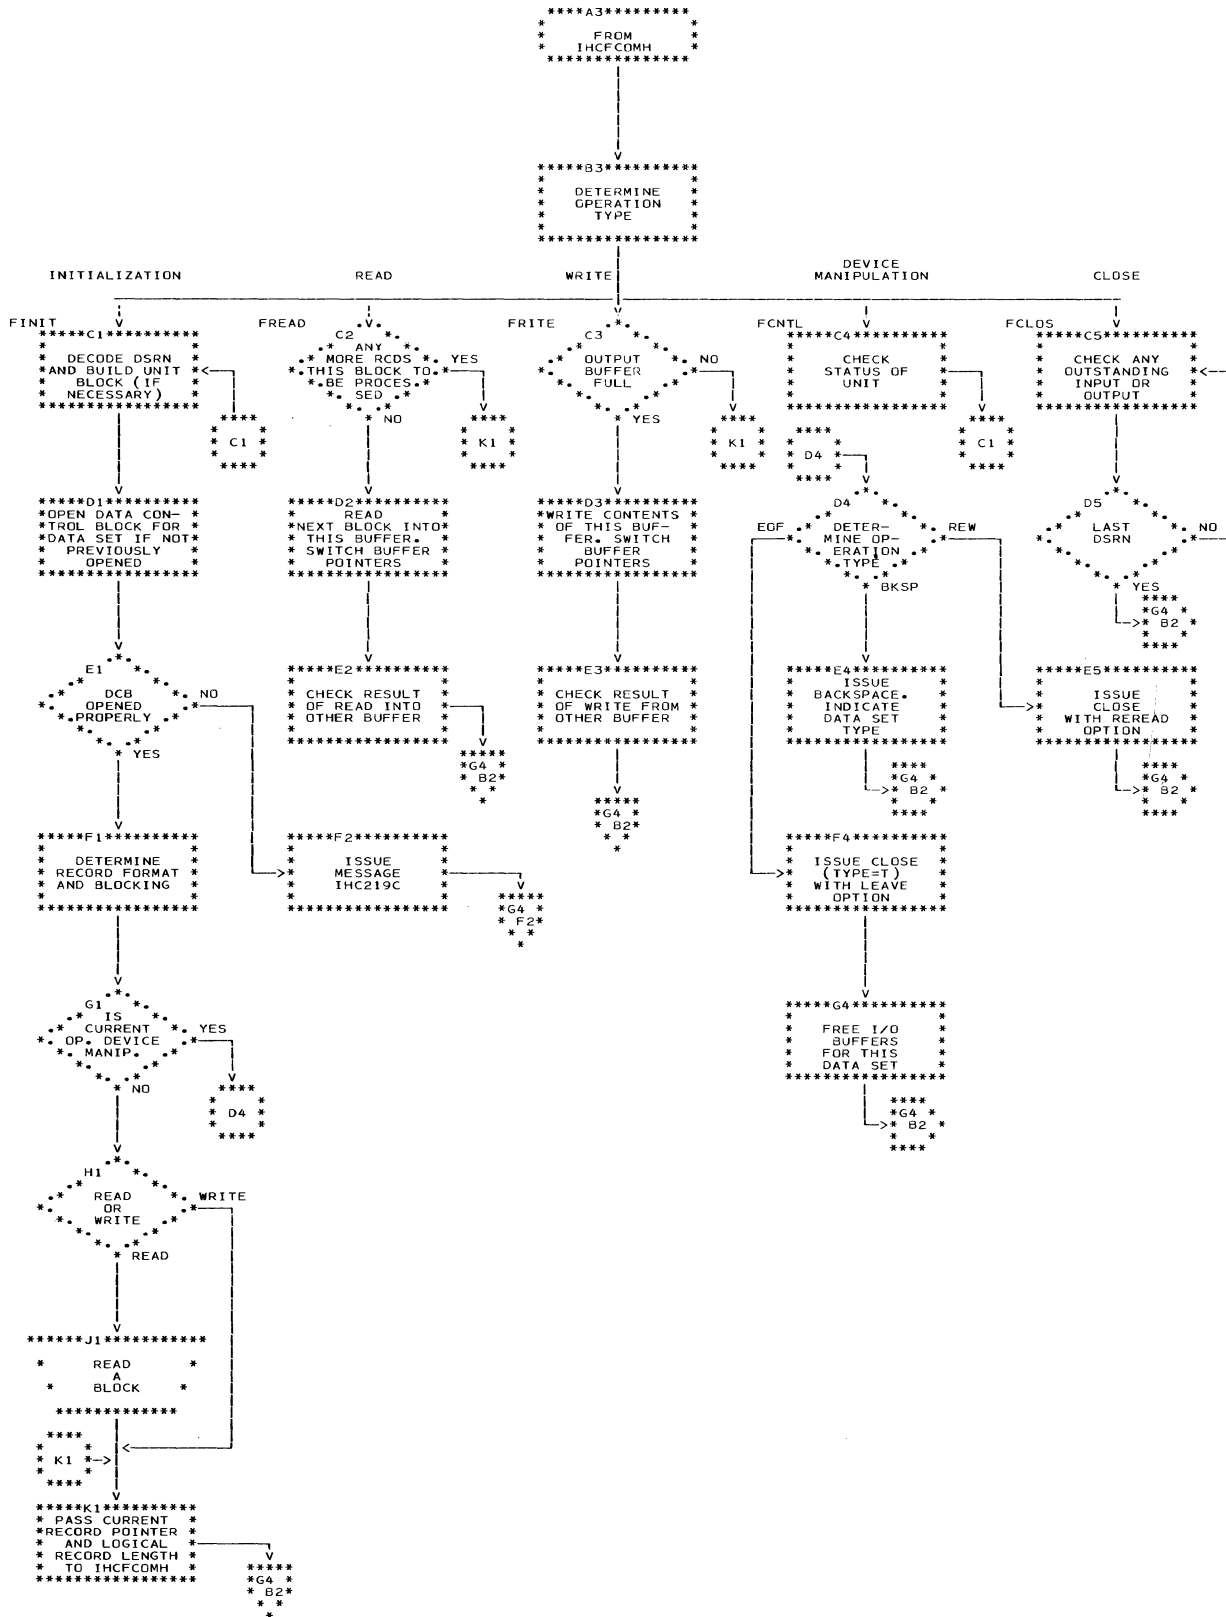 A3
FROM
IHCFCOMH
B3
DETERMINE
OPERATION
TYPE
INITIALIZATION
READ
WRITE
DEVICE
MANIPULATION
CLOSE
FINIT
C1
DECODE DSRN
AND BUILD UNIT
BLOCK (IF
NECESSARY)
C1
FREAD
C2
ANY
MORE RCDS
THIS BLOCK TO
BE PROCES
SED
YES
NO
K1
FRITE
C3
OUTPUT
BUFFER
FULL
NO
YES
K1
FCNTL
C4
CHECK
STATUS OF
UNIT
C1
FCLOS
C5
CHECK ANY
OUTSTANDING
INPUT OR
OUTPUT
D1
OPEN DATA CON-
TROL BLOCK FOR
DATA SET IF NOT
PREVIOUSLY
OPENED
D2
READ
NEXT BLOCK INTO
THIS BUFFER.
SWITCH BUFFER
POINTERS
D3
WRITE CONTENTS
OF THIS BUF-
FER. SWITCH
BUFFER
POINTERS
D4
D4
EOF
DETER-
MINE OP-
ERATION
TYPE
REW
BKSP
D5
LAST
DSRN
NO
YES
G4
B2
E1
DCB
OPENED
PROPERLY
NO
YES
E2
CHECK RESULT
OF READ INTO
OTHER BUFFER
G4
B2
E3
CHECK RESULT
OF WRITE FROM
OTHER BUFFER
G4
B2
E4
ISSUE
BACKSPACE.
INDICATE
DATA SET
TYPE
G4
B2
E5
ISSUE
CLOSE
WITH REREAD
OPTION
G4
B2
F1
DETERMINE
RECORD FORMAT
AND BLOCKING
F2
ISSUE
MESSAGE
IHC219C
G4
F2
F4
ISSUE CLOSE
(TYPE=T)
WITH LEAVE
OPTION
G1
IS
CURRENT
OP. DEVICE
MANIP.
YES
NO
D4
G4
FREE I/O
BUFFERS
FOR THIS
DATA SET
G4
B2
H1
READ
OR
WRITE
WRITE
READ
J1
READ
A
BLOCK
K1
K1
PASS CURRENT
RECORD POINTER
AND LOGICAL
RECORD LENGTH
TO IHCFCOMH
G4
B2